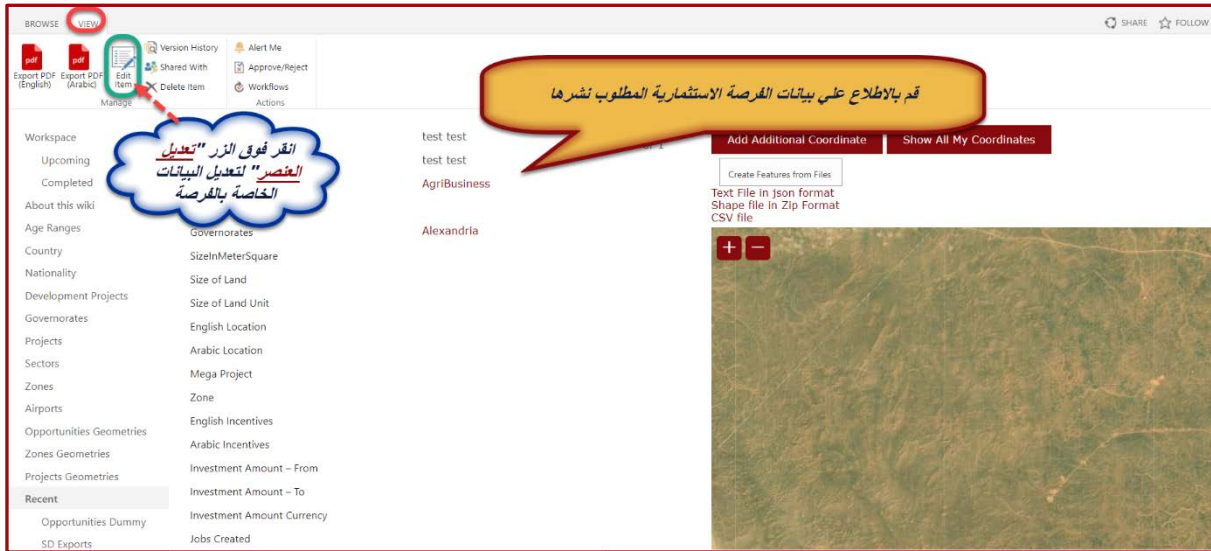 BROWSE VIEW
SHARE FOLLOW
pdf pdf
Export PDF (English)
Export PDF (Arabic)
Edit Item
Version History
Shared With
Delete Item
Manage
Alert Me
Approve/Reject
Workflows
Actions
قم بالاطلاع علي بيانات الفرصة الاستثمارية المطلوب نشرها
انقر فوق الزر "تعديل
العنصر" لتعديل البيانات
الخاصة بالفرصة
Workspace
Upcoming
Completed
About this wiki
Age Ranges
Country
Nationality
Development Projects
Governorates
Projects
Sectors
Zones
Airports
Opportunities Geometries
Zones Geometries
Projects Geometries
Recent
Opportunities Dummy
SD Exports
Governorates
SizeInMeterSquare
Size of Land
Size of Land Unit
English Location
Arabic Location
Mega Project
Zone
English Incentives
Arabic Incentives
Investment Amount – From
Investment Amount – To
Investment Amount Currency
Jobs Created
test test
test test
AgriBusiness
Alexandria
Add Additional Coordinate
Show All My Coordinates
Create Features from Files
Text File in json format
Shape file in Zip Format
CSV file
+ −